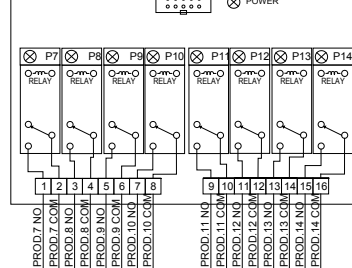 POWER
P7 P8 P9 P10 P11 P12 P13 P14
RELAY RELAY RELAY RELAY RELAY RELAY RELAY RELAY
1 2 3 4 5 6 7 8 9 10 11 12 13 14 15 16
PROD.7 NO
PROD.7 COM
PROD.8 NO
PROD.8 COM
PROD.9 NO
PROD.9 COM
PROD.10 NO
PROD.10 COM
PROD.11 NO
PROD.11 COM
PROD.12 NO
PROD.12 COM
PROD.13 NO
PROD.13 COM
PROD.14 NO
PROD.14 COM